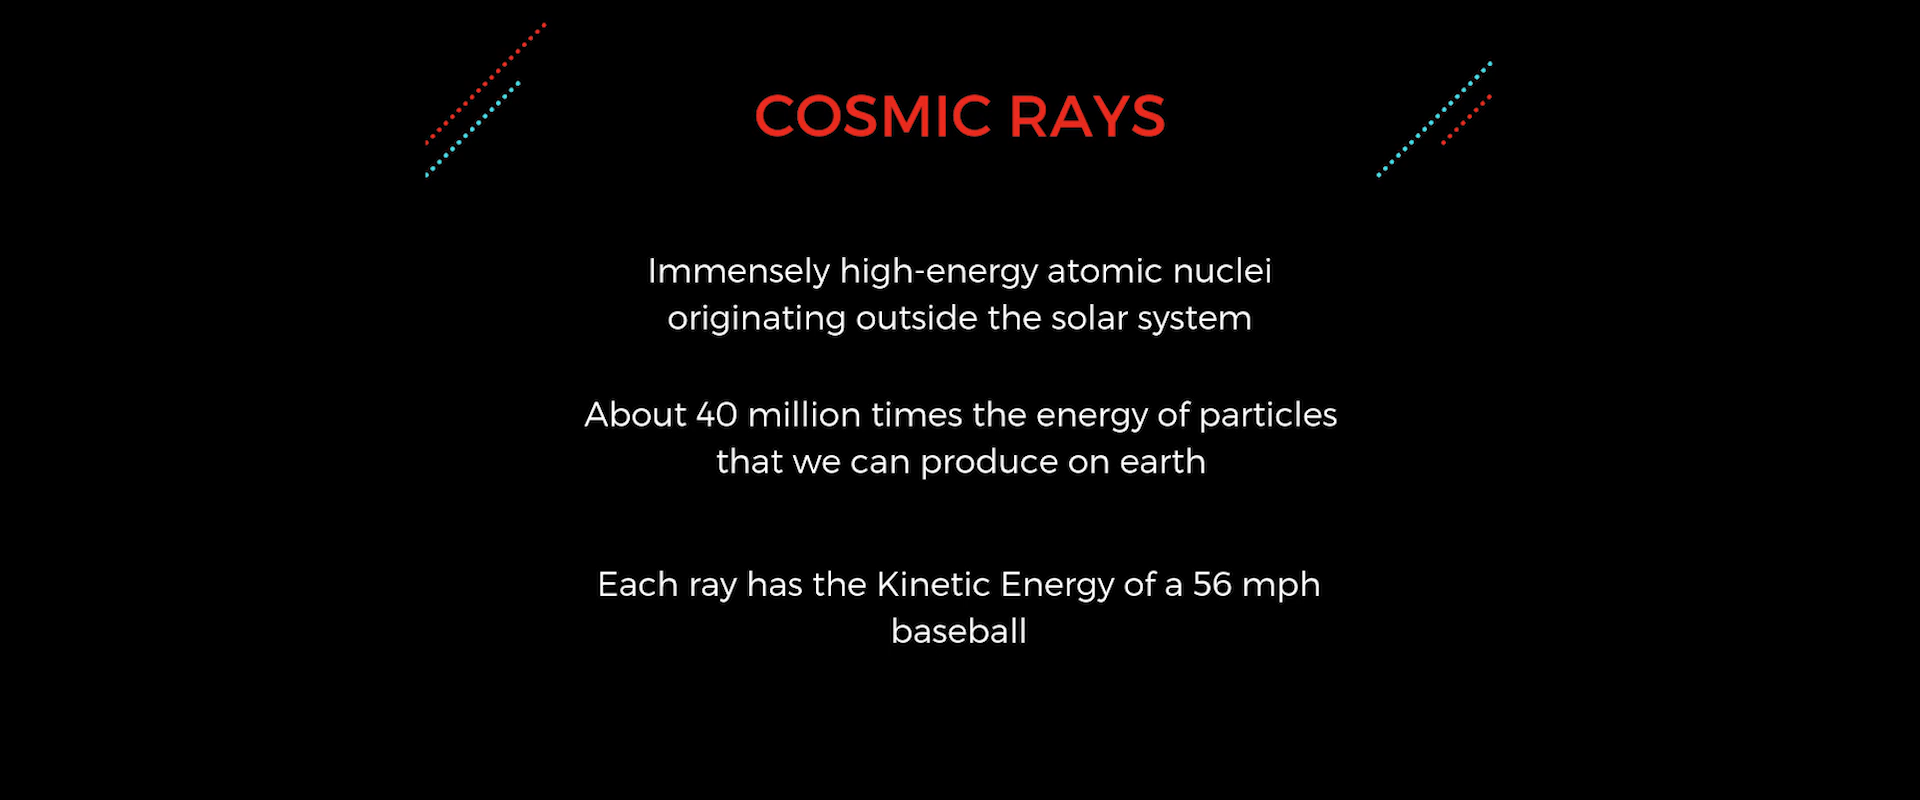 COSMIC RAYS
Immensely high-energy atomic nuclei
originating outside the solar system
About 40 million times the energy of particles
that we can produce on earth
Each ray has the Kinetic Energy of a 56 mph
baseball